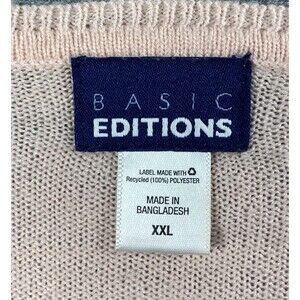 BASIC
EDITIONS
LABEL MADE WITH
Recycled (100%) POLYESTER
MADE IN
BANGLADESH
XXL